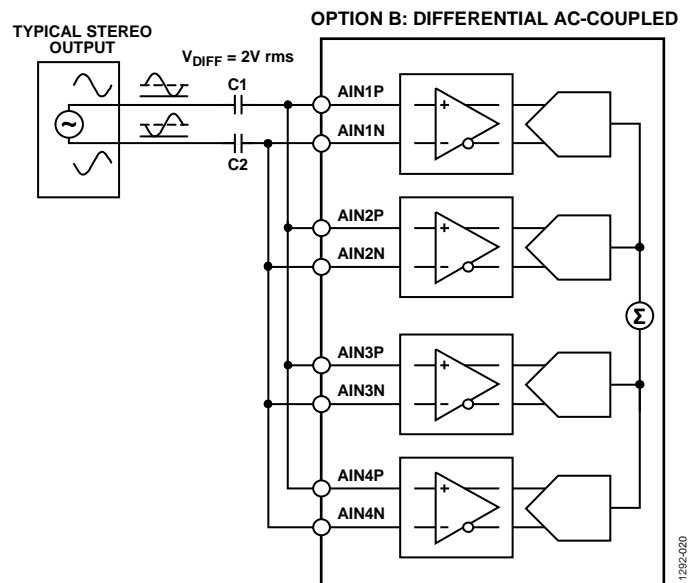 OPTION B: DIFFERENTIAL AC-COUPLED
TYPICAL STEREO
OUTPUT
VDIFF = 2V rms
C1
C2
~
AIN1P
AIN1N
+
−
AIN2P
AIN2N
+
−
Σ
AIN3P
AIN3N
+
−
AIN4P
AIN4N
+
−
1292-020